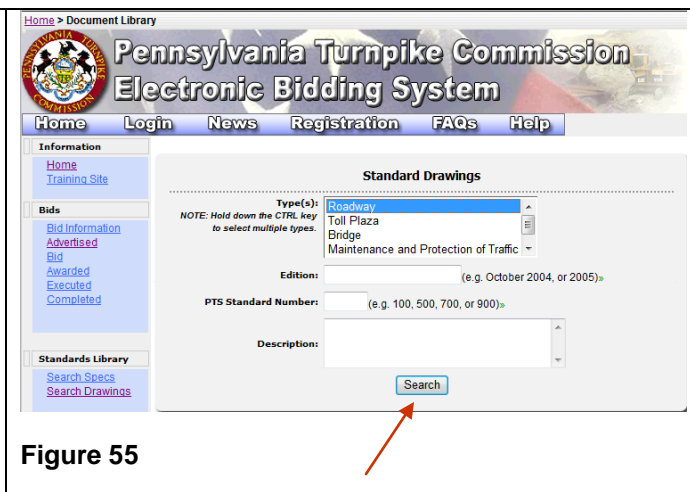 Home > Document Library
Pennsylvania Turnpike Commission
Electronic Bidding System
Home Login News Registration FAQs Help
Information
Home
Training Site
Bids
Bid Information
Advertised
Bid
Awarded
Executed
Completed
Standards Library
Search Specs
Search Drawings
Standard Drawings
Type(s):
NOTE: Hold down the CTRL key
to select multiple types.
Roadway
Toll Plaza
Bridge
Maintenance and Protection of Traffic
Edition: (e.g. October 2004, or 2005)»
PTS Standard Number: (e.g. 100, 500, 700, or 900)»
Description:
Search
Figure 55